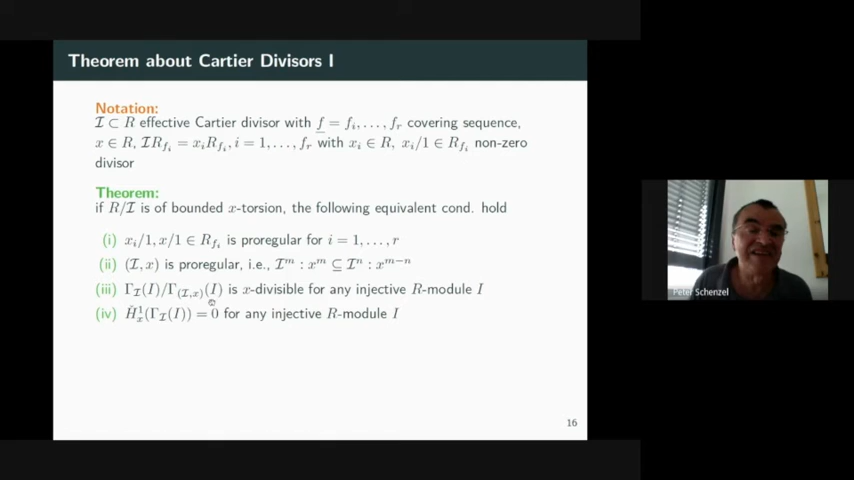 Theorem about Cartier Divisors I
Notation:
𝓘 ⊂ R effective Cartier divisor with f = f_i, . . . , f_r covering sequence,
x ∈ R, 𝓘R_{f_i} = x_iR_{f_i}, i = 1, . . . , f_r with x_i ∈ R, x_i/1 ∈ R_{f_i} non-zero
divisor
Theorem:
if R/𝓘 is of bounded x-torsion, the following equivalent cond. hold
(i) x_i/1, x/1 ∈ R_{f_i} is proregular for i = 1, . . . , r
(ii) (𝓘, x) is proregular, i.e., 𝓘^m : x^m ⊆ 𝓘^n : x^{m−n}
(iii) Γ_𝓘(I)/Γ_{(𝓘,x)}(I) is x-divisible for any injective R-module I
(iv) Ȟ^1_x(Γ_𝓘(I)) = 0 for any injective R-module I
16
Peter Schenzel